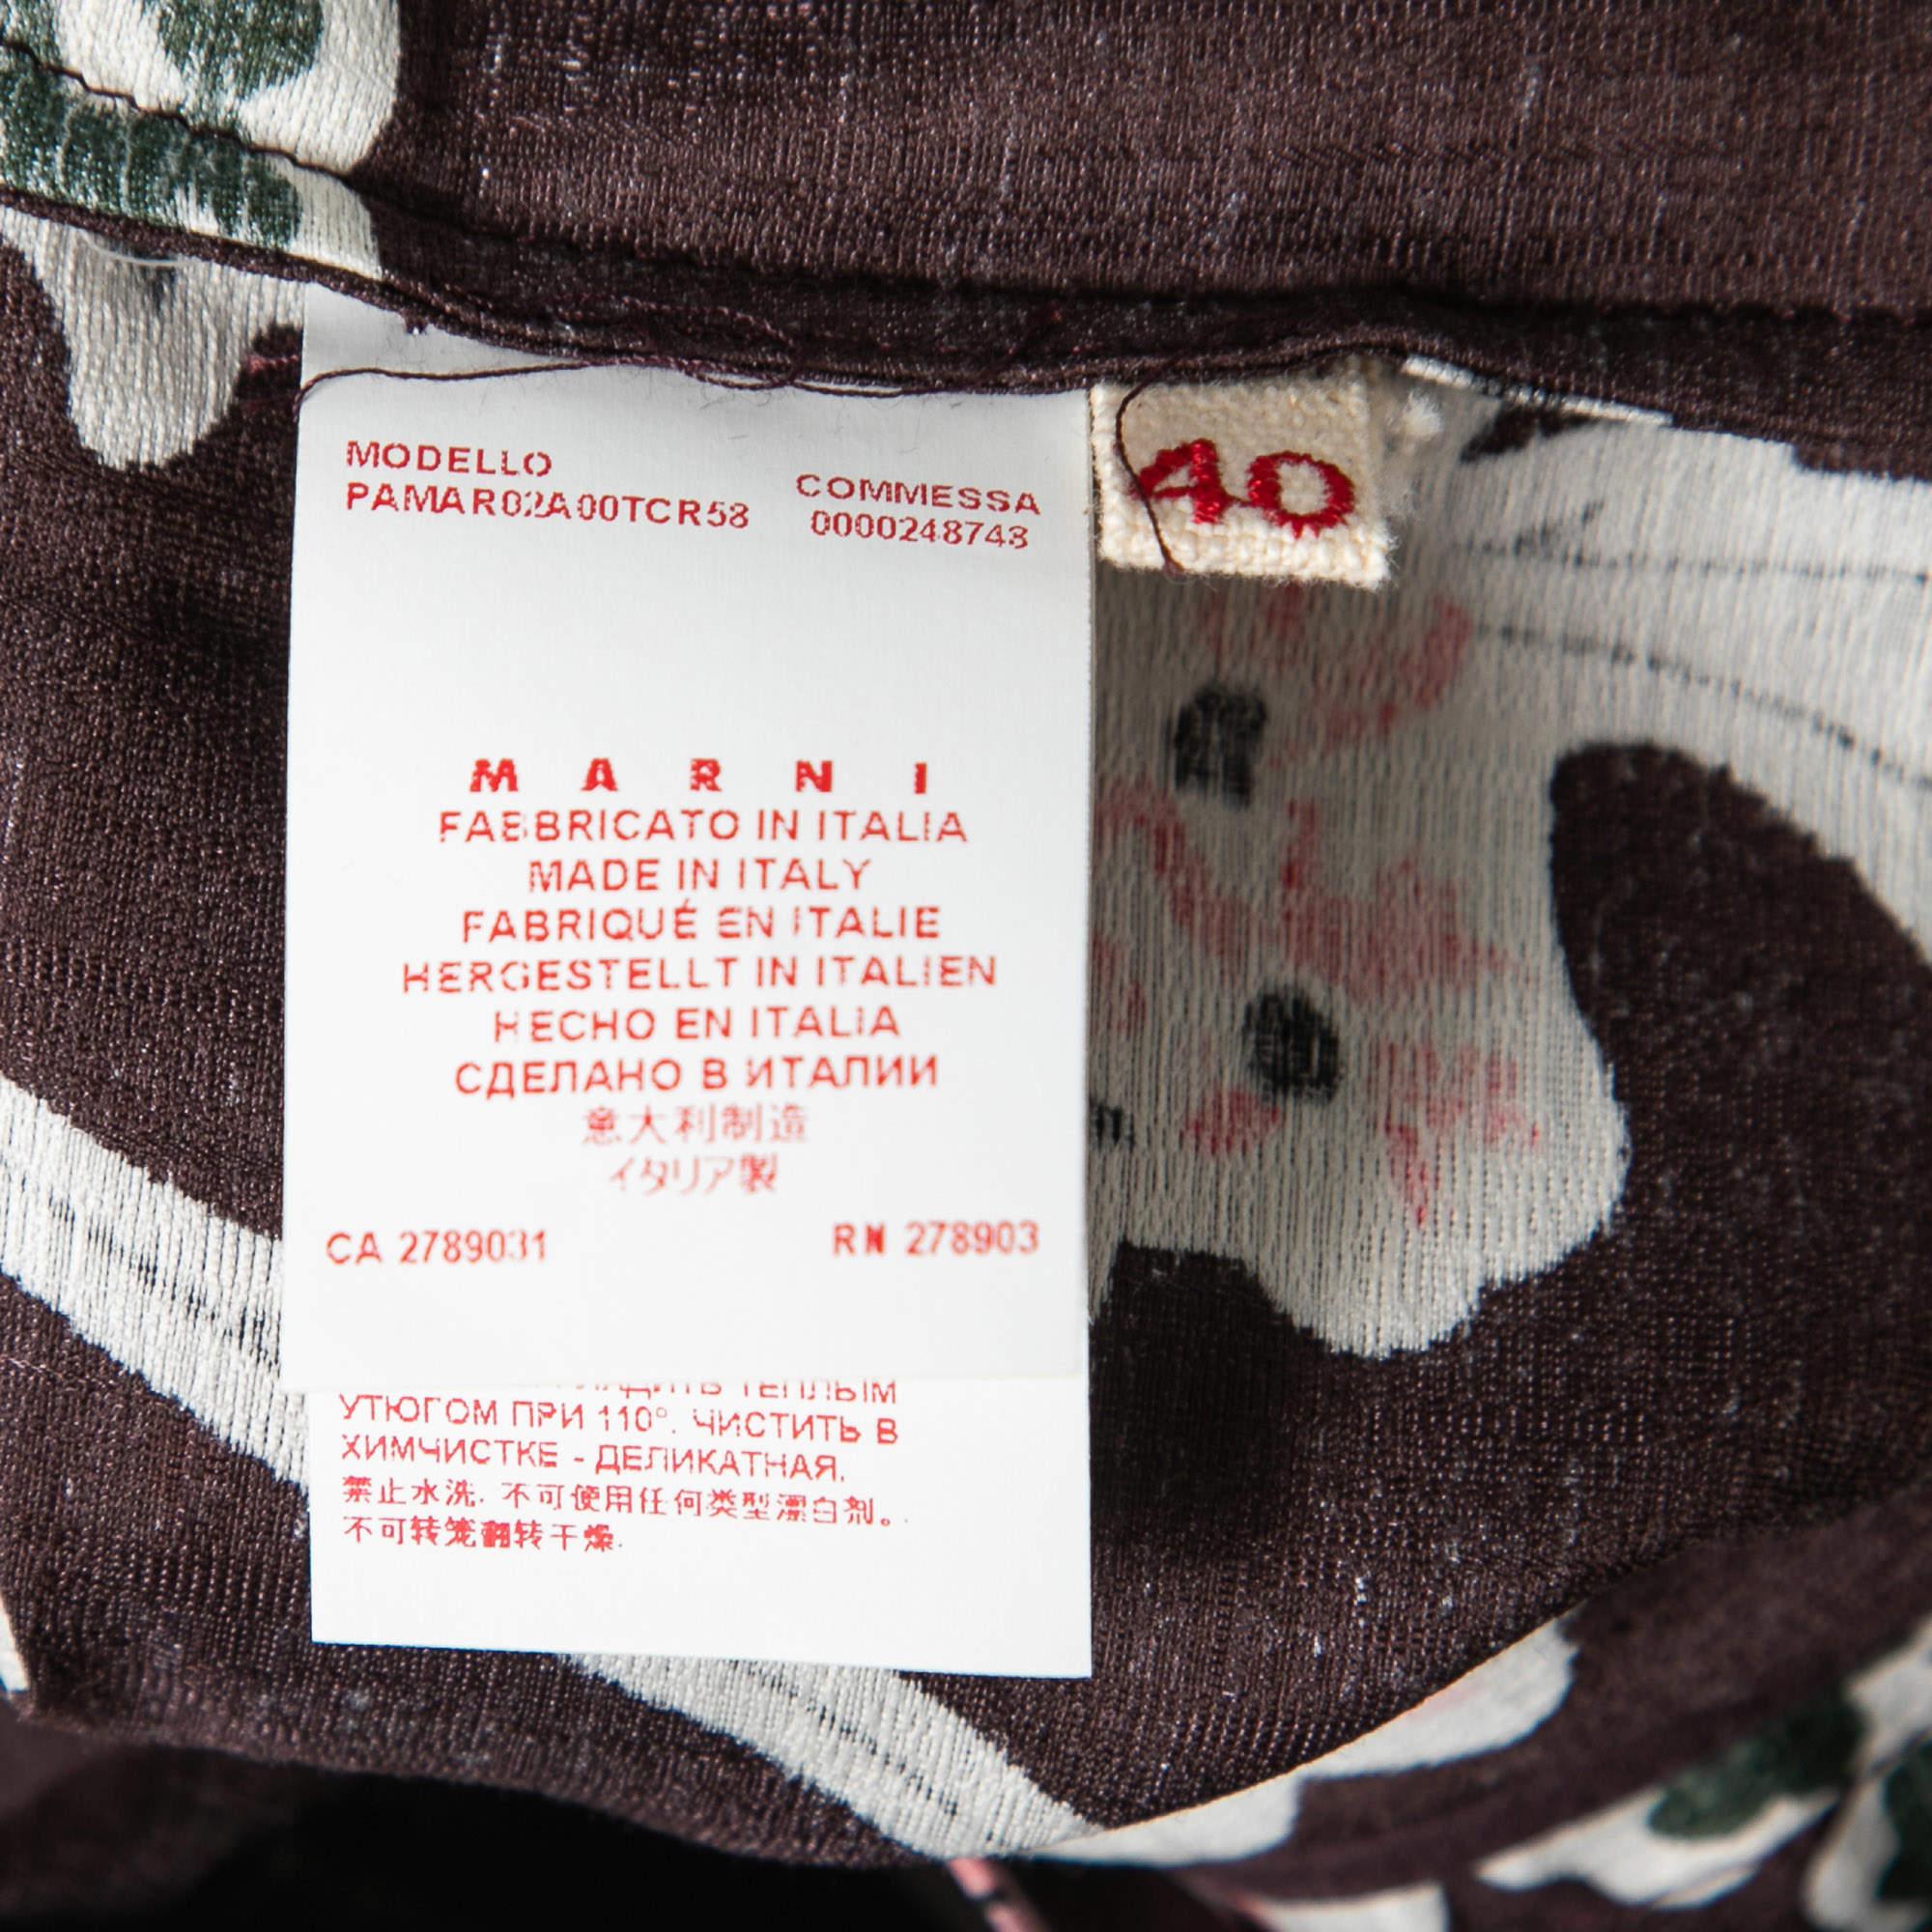 MODELLO
PAMAR02A00TCR58
COMMESSA
0000248743
40
MARNI
FABBRICATO IN ITALIA
MADE IN ITALY
FABRIQUÉ EN ITALIE
HERGESTELLT IN ITALIEN
HECHO EN ITALIA
СДЕЛАНО В ИТАЛИИ
意大利制造
イタリア製
CA 2789031
RN 278903
ТЕПЛЫМ
УТЮГОМ ПРИ 110°. ЧИСТИТЬ В
ХИМЧИСТКЕ - ДЕЛИКАТНАЯ.
禁止水洗. 不可使用任何类型漂白剂。.
不可转笼翻转干燥.